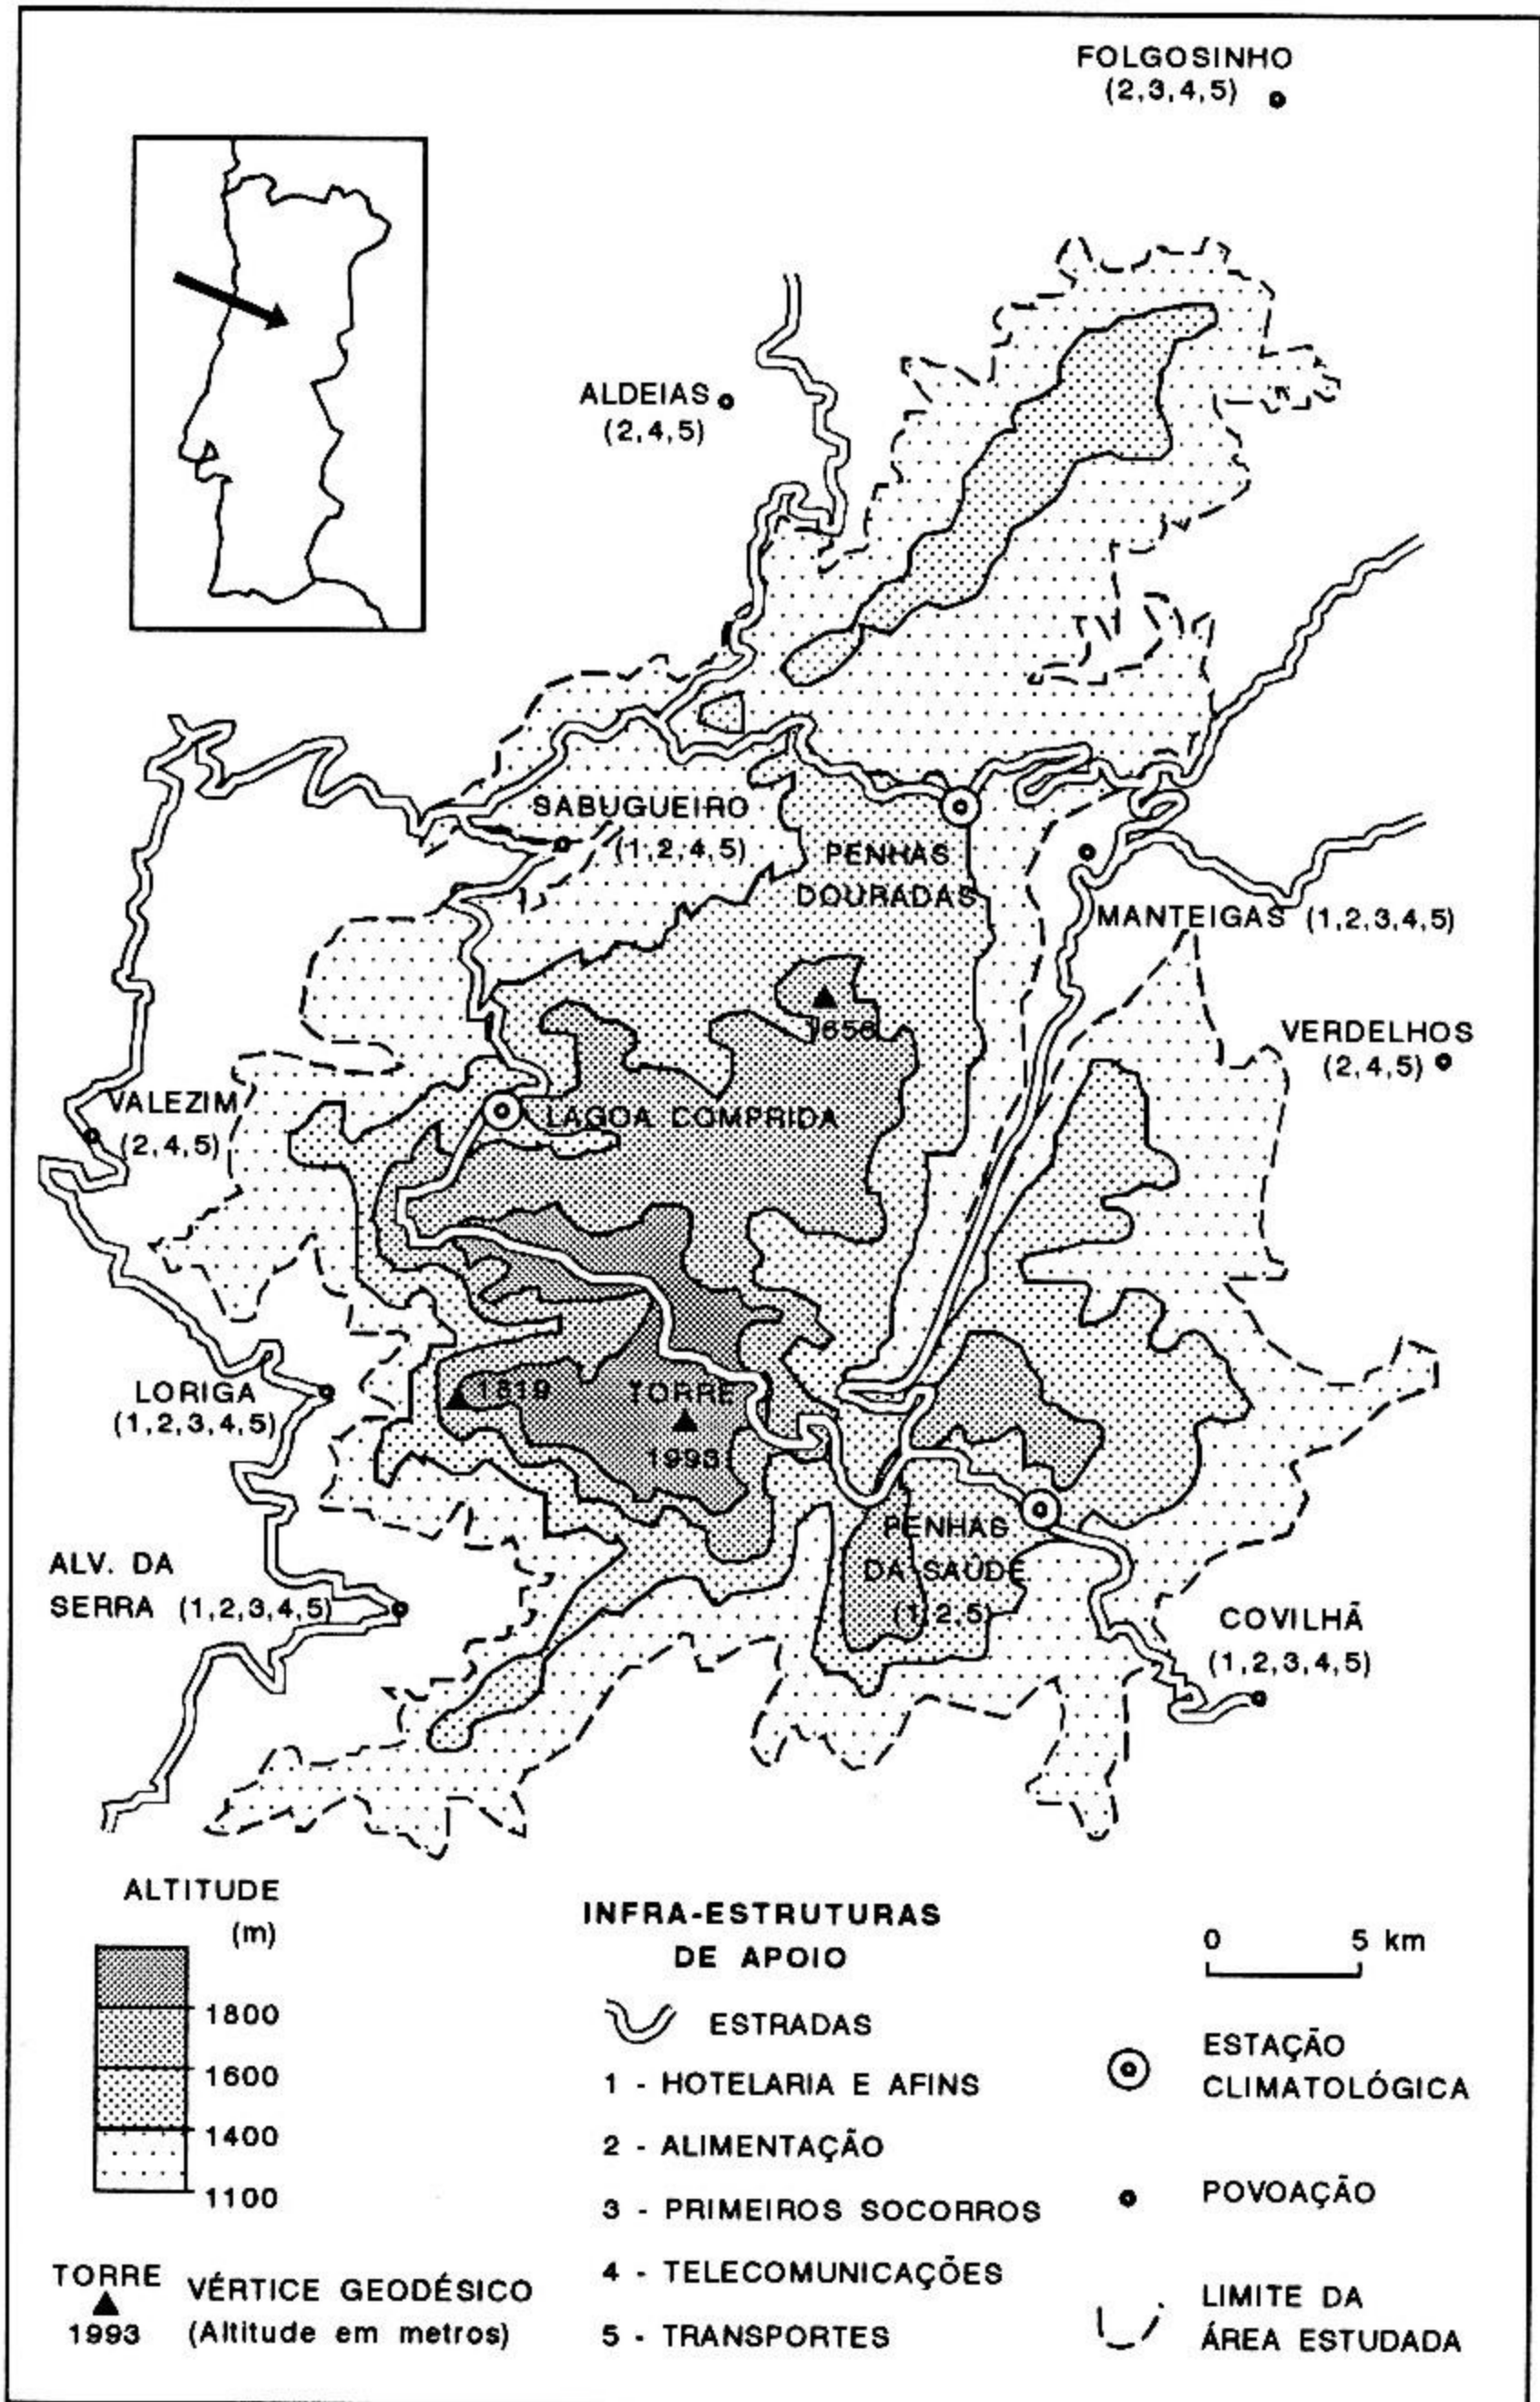 FOLGOSINHO
(2,3,4,5)
ALDEIAS
(2,4,5)
SABUGUEIRO
(1,2,4,5)
PENHAS
DOURADAS
MANTEIGAS (1,2,3,4,5)
1656
VERDELHOS
(2,4,5)
VALEZIM
(2,4,5)
LAGOA COMPRIDA
LORIGA
(1,2,3,4,5)
1819
TORRE
1993
PENHAS
DA SAÚDE
(1,2,5)
ALV. DA
SERRA (1,2,3,4,5)
COVILHÃ
(1,2,3,4,5)
ALTITUDE
(m)
1800
1600
1400
1100
TORRE
1993
VÉRTICE GEODÉSICO
(Altitude em metros)
INFRA-ESTRUTURAS
DE APOIO
ESTRADAS
1 - HOTELARIA E AFINS
2 - ALIMENTAÇÃO
3 - PRIMEIROS SOCORROS
4 - TELECOMUNICAÇÕES
5 - TRANSPORTES
0 5 km
ESTAÇÃO
CLIMATOLÓGICA
POVOAÇÃO
LIMITE DA
ÁREA ESTUDADA